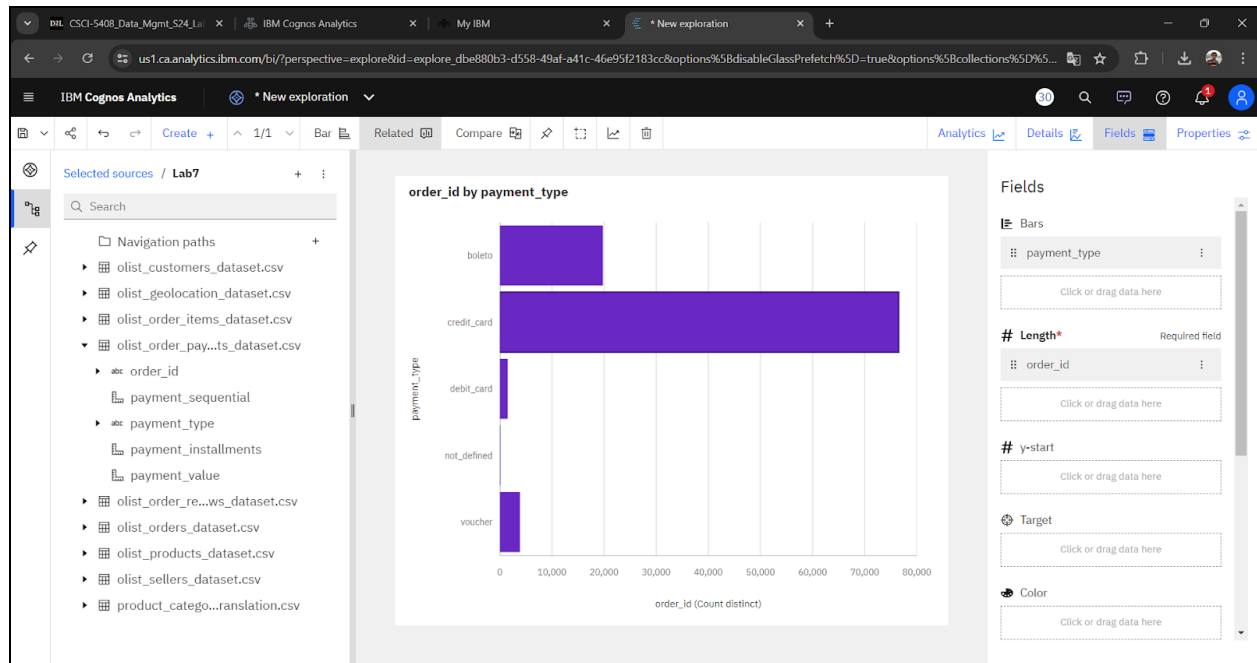 D2L CSCI-5408_Data_Mgmt_S24_Lal
IBM Cognos Analytics
My IBM
* New exploration
us1.ca.analytics.ibm.com/bi/?perspective=explore&id=explore_dbe880b3-d558-49af-a41c-46e95f2183cc&options%5BdisableGlassPrefetch%5D=true&options%5Bcollections%5D%5...
IBM Cognos Analytics
* New exploration
30
1
Create +
1/1
Bar
Related
Compare
Analytics
Details
Fields
Properties
Selected sources / Lab7
Search
Navigation paths
olist_customers_dataset.csv
olist_geolocation_dataset.csv
olist_order_items_dataset.csv
olist_order_pay...ts_dataset.csv
abc order_id
payment_sequential
abc payment_type
payment_installments
payment_value
olist_order_re...ws_dataset.csv
olist_orders_dataset.csv
olist_products_dataset.csv
olist_sellers_dataset.csv
product_catego...ranslation.csv
order_id by payment_type
payment_type
boleto
credit_card
debit_card
not_defined
voucher
0 10,000 20,000 30,000 40,000 50,000 60,000 70,000 80,000
order_id (Count distinct)
Fields
Bars
payment_type
Click or drag data here
# Length* Required field
order_id
Click or drag data here
# y-start
Click or drag data here
Target
Click or drag data here
Color
Click or drag data here